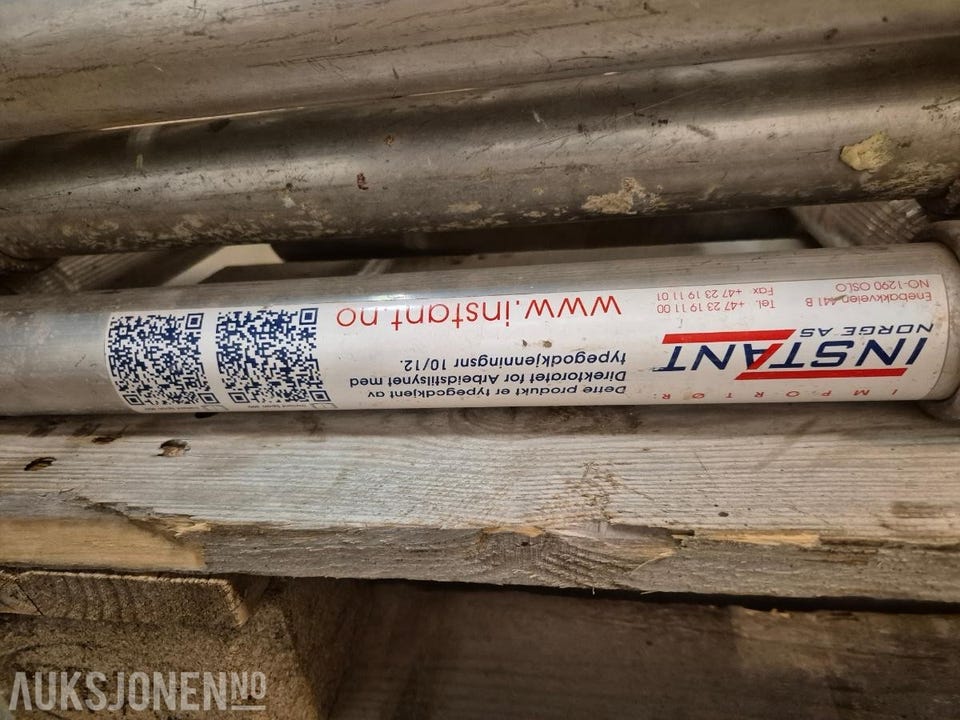 IMPORTØR:
INSTANT
NORGE AS
Enebakkveien 441 B
NO-1290 OSLO
Tel. +47 23 19 11 00
Fax +47 23 19 11 01
Dette produkt er typegodkjent av
Direktoratet for Arbeidstilsynet med
typegodkjenningsnr 10/12.
www.instant.no
AUKSJONEN NO